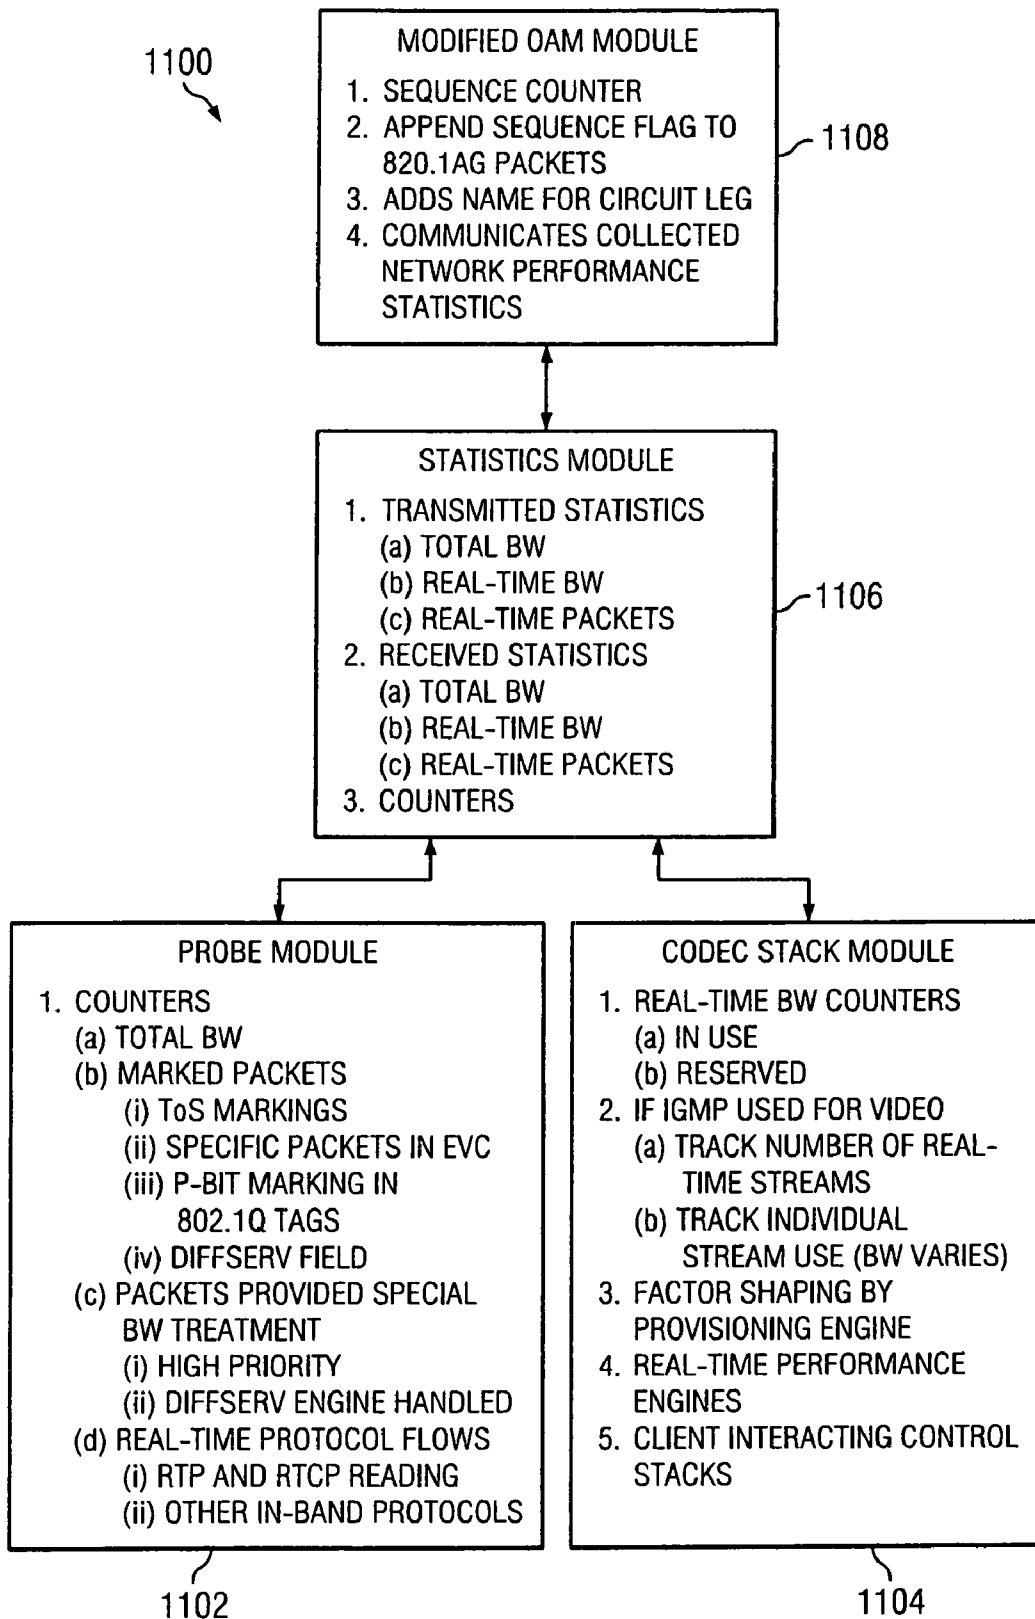 1100
MODIFIED OAM MODULE
1. SEQUENCE COUNTER
2. APPEND SEQUENCE FLAG TO
820.1AG PACKETS
3. ADDS NAME FOR CIRCUIT LEG
4. COMMUNICATES COLLECTED
NETWORK PERFORMANCE
STATISTICS
1108
STATISTICS MODULE
1. TRANSMITTED STATISTICS
(a) TOTAL BW
(b) REAL-TIME BW
(c) REAL-TIME PACKETS
2. RECEIVED STATISTICS
(a) TOTAL BW
(b) REAL-TIME BW
(c) REAL-TIME PACKETS
3. COUNTERS
1106
PROBE MODULE
1. COUNTERS
(a) TOTAL BW
(b) MARKED PACKETS
(i) ToS MARKINGS
(ii) SPECIFIC PACKETS IN EVC
(iii) P-BIT MARKING IN
802.1Q TAGS
(iv) DIFFSERV FIELD
(c) PACKETS PROVIDED SPECIAL
BW TREATMENT
(i) HIGH PRIORITY
(ii) DIFFSERV ENGINE HANDLED
(d) REAL-TIME PROTOCOL FLOWS
(i) RTP AND RTCP READING
(ii) OTHER IN-BAND PROTOCOLS
1102
CODEC STACK MODULE
1. REAL-TIME BW COUNTERS
(a) IN USE
(b) RESERVED
2. IF IGMP USED FOR VIDEO
(a) TRACK NUMBER OF REAL-
TIME STREAMS
(b) TRACK INDIVIDUAL
STREAM USE (BW VARIES)
3. FACTOR SHAPING BY
PROVISIONING ENGINE
4. REAL-TIME PERFORMANCE
ENGINES
5. CLIENT INTERACTING CONTROL
STACKS
1104